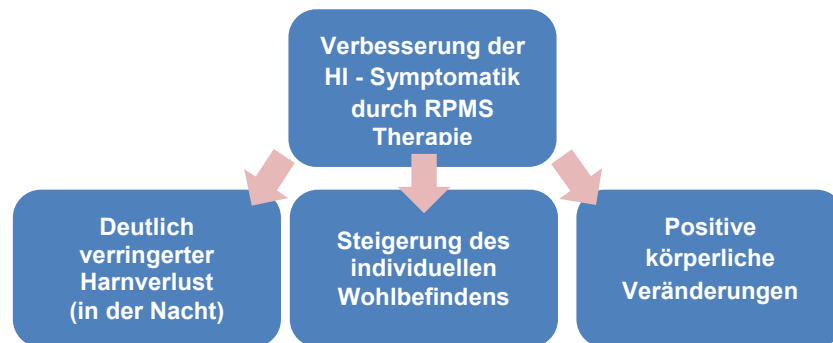 Verbesserung der
HI - Symptomatik
durch RPMS
Therapie
Deutlich
verringerter
Harnverlust
(in der Nacht)
Steigerung des
individuellen
Wohlbefindens
Positive
körperliche
Veränderungen